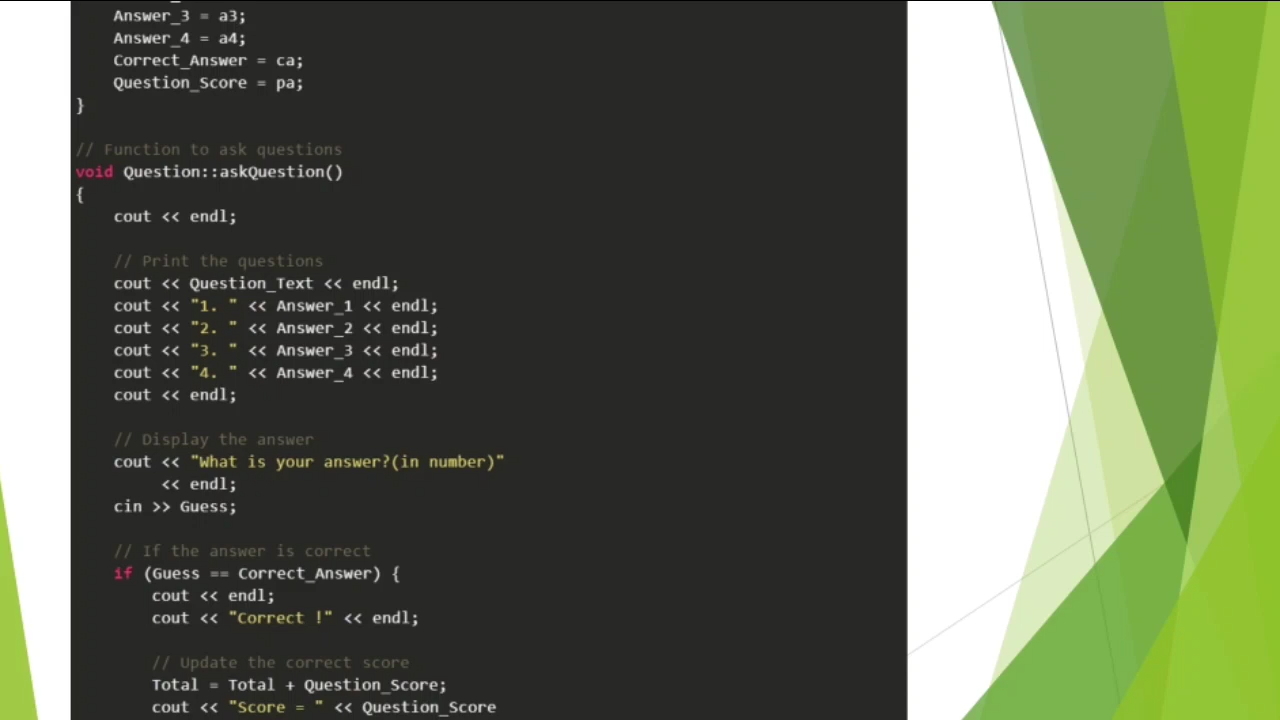 Answer_3 = a3;
    Answer_4 = a4;
    Correct_Answer = ca;
    Question_Score = pa;
}

// Function to ask questions
void Question::askQuestion()
{
    cout << endl;

    // Print the questions
    cout << Question_Text << endl;
    cout << "1. " << Answer_1 << endl;
    cout << "2. " << Answer_2 << endl;
    cout << "3. " << Answer_3 << endl;
    cout << "4. " << Answer_4 << endl;
    cout << endl;

    // Display the answer
    cout << "What is your answer?(in number)"
         << endl;
    cin >> Guess;

    // If the answer is correct
    if (Guess == Correct_Answer) {
        cout << endl;
        cout << "Correct !" << endl;

        // Update the correct score
        Total = Total + Question_Score;
        cout << "Score = " << Question_Score